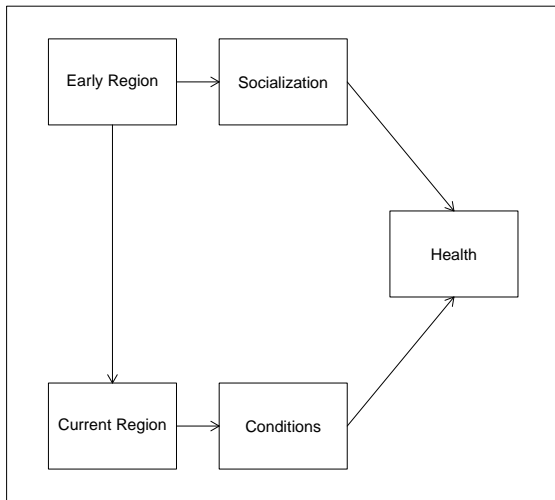 Early Region
Socialization
Health
Current Region
Conditions